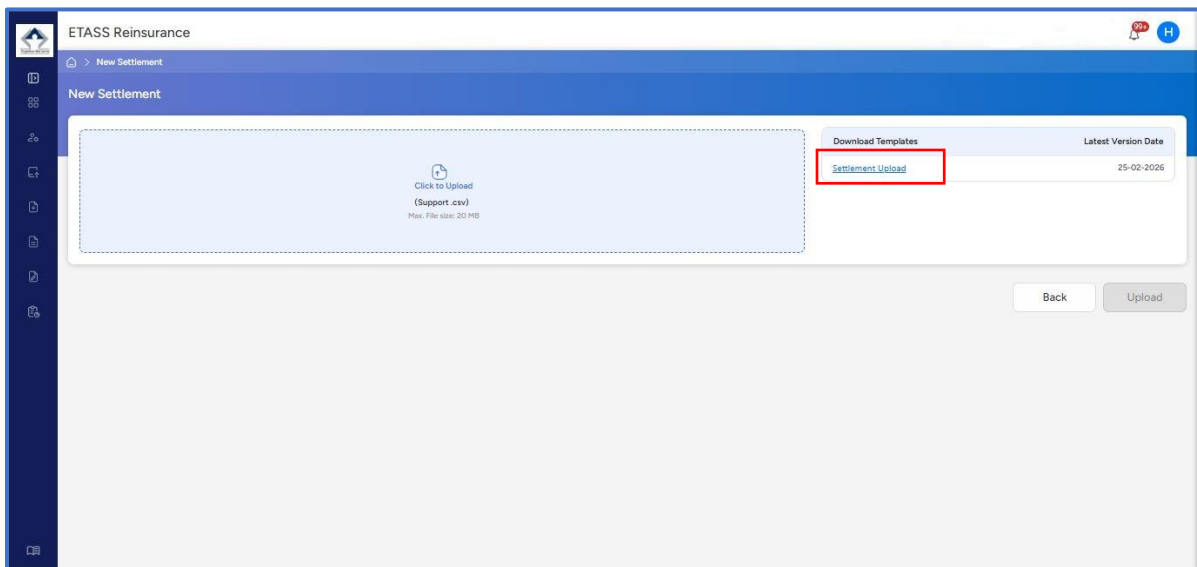 ETASS Reinsurance
99+
H
> New Settlement
New Settlement
Download Templates Latest Version Date
Settlement Upload 25-02-2026
Click to Upload
(Support .csv)
Max. File size: 20 MB
Back Upload